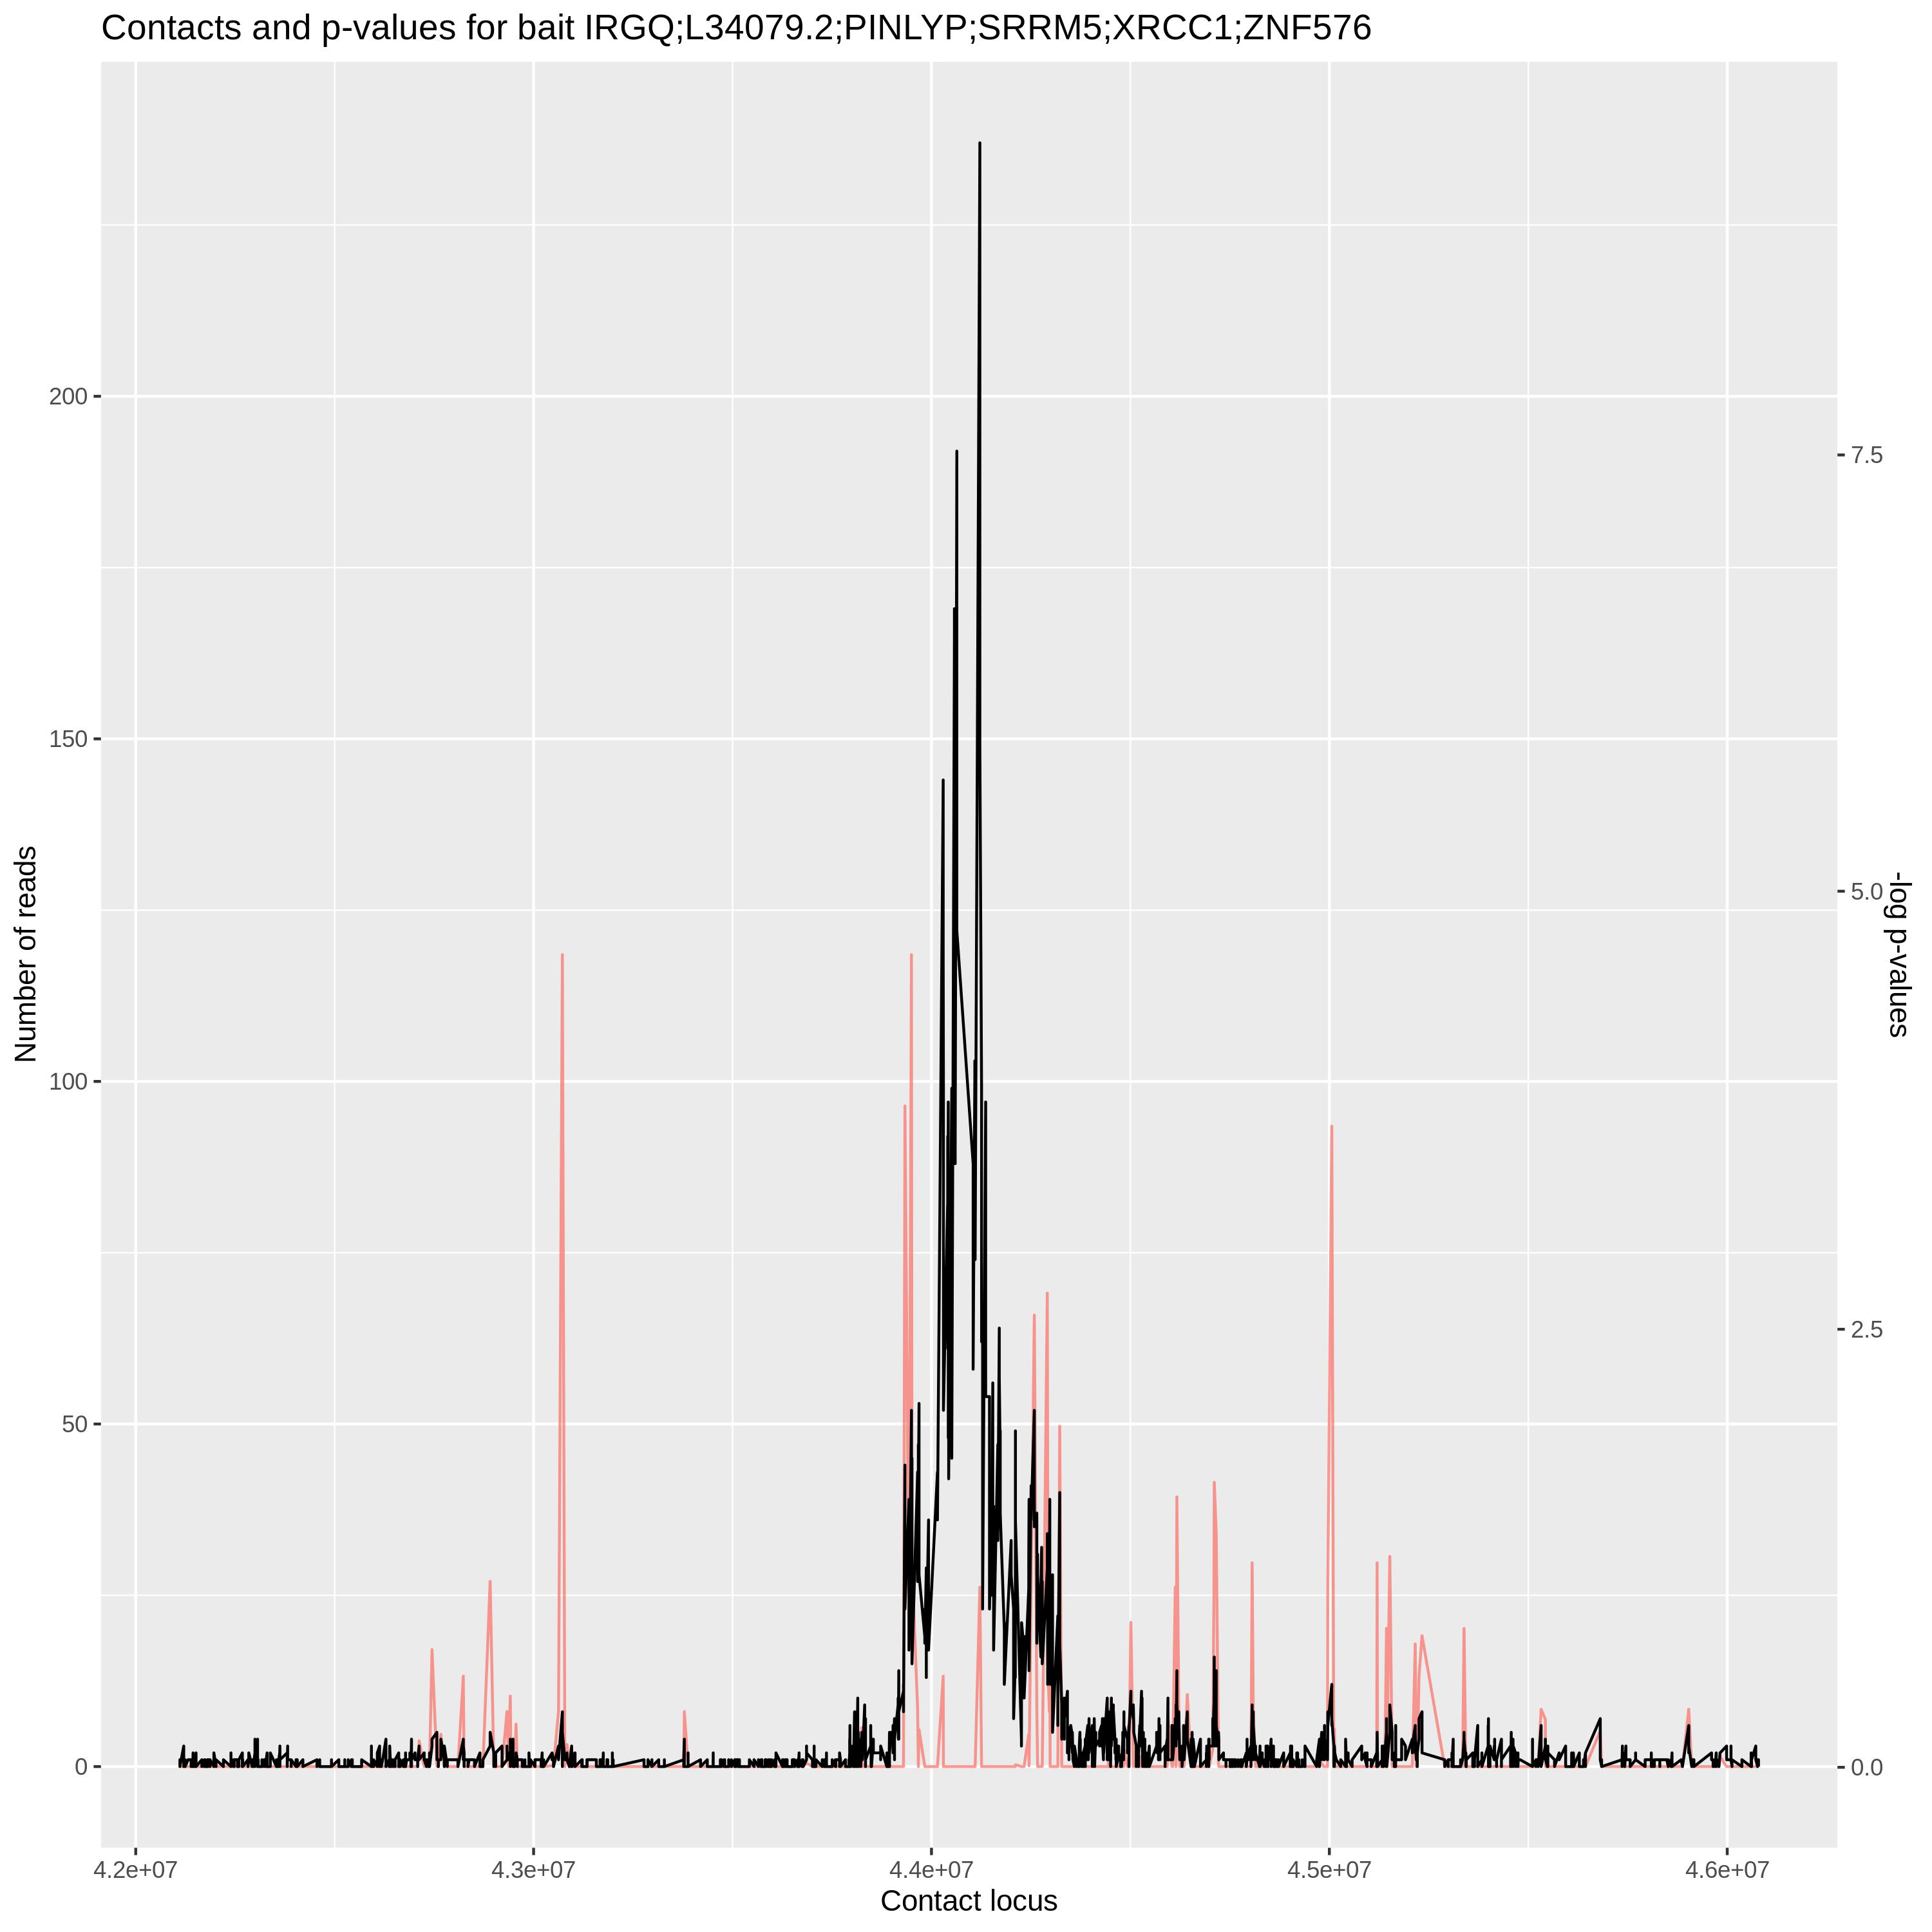 Contacts and p-values for bait IRGQ;L34079.2;PINLYP;SRRM5;XRCC1;ZNF576
Number of reads
200
150
100
50
0
7.5
5.0
2.5
0.0
-log p-values
4.2e+07
4.3e+07
4.4e+07
4.5e+07
4.6e+07
Contact locus